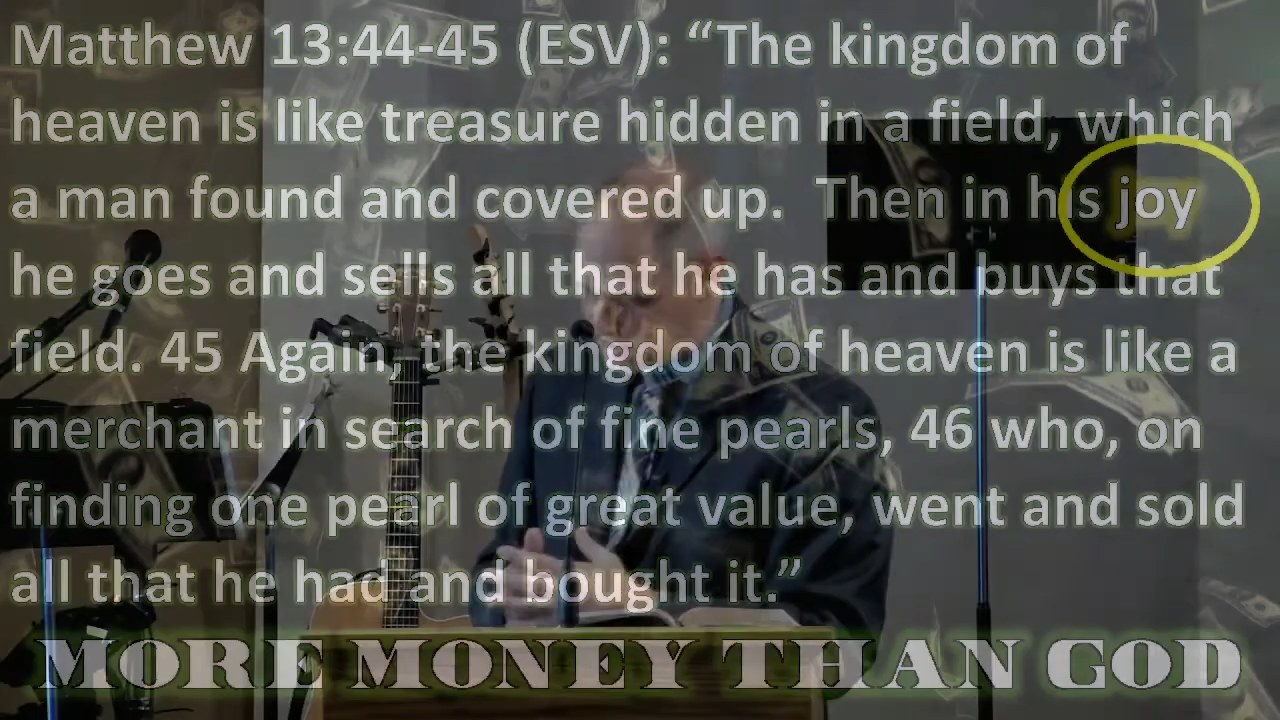 Matthew 13:44-45 (ESV): “The kingdom of
heaven is like treasure hidden in a field, which
a man found and covered up. Then in his joy
he goes and sells all that he has and buys that
field. 45 Again, the kingdom of heaven is like a
merchant in search of fine pearls, 46 who, on
finding one pearl of great value, went and sold
all that he had and bought it.”
MORE MONEY THAN GOD